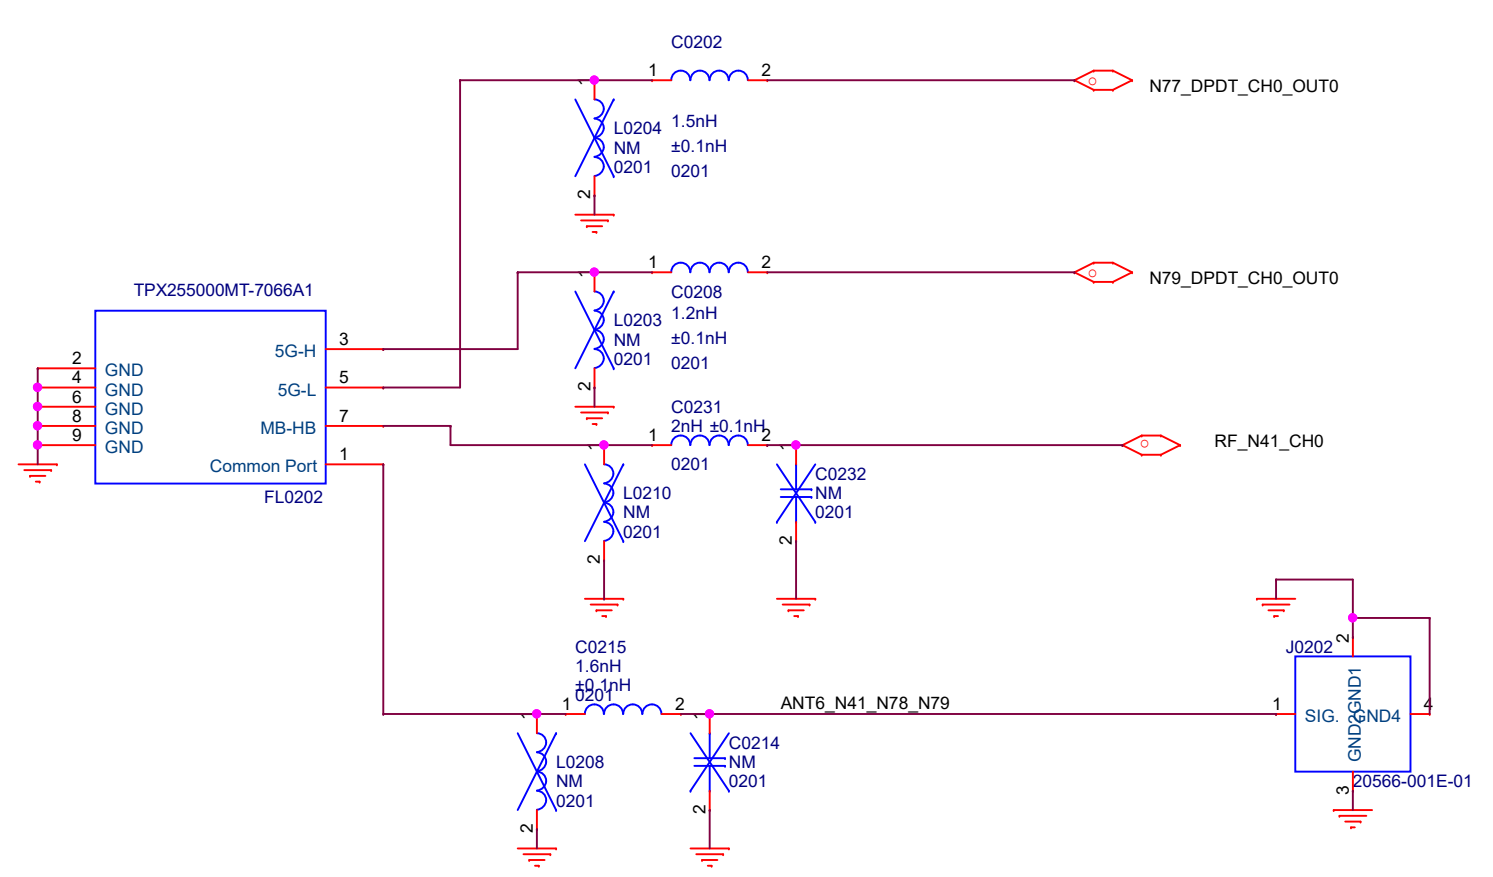 C0202
1
2
N77_DPDT_CH0_OUT0
L0204
NM
0201
1.5nH
±0.1nH
0201
2
1
2
N79_DPDT_CH0_OUT0
C0208
1.2nH
±0.1nH
0201
L0203
NM
0201
2
TPX255000MT-7066A1
2
4
6
8
9
GND
GND
GND
GND
GND
5G-H
5G-L
MB-HB
Common Port
3
5
7
1
FL0202
C0231
2nH ±0.1nH
1
2
0201
RF_N41_CH0
L0210
NM
0201
2
C0232
NM
0201
2
C0215
1.6nH
±0.1nH
0201
1
2
ANT6_N41_N78_N79
L0208
NM
0201
2
C0214
NM
0201
2
J0202
2
1
SIG.
GND1
GND2
GND4
4
3
20566-001E-01